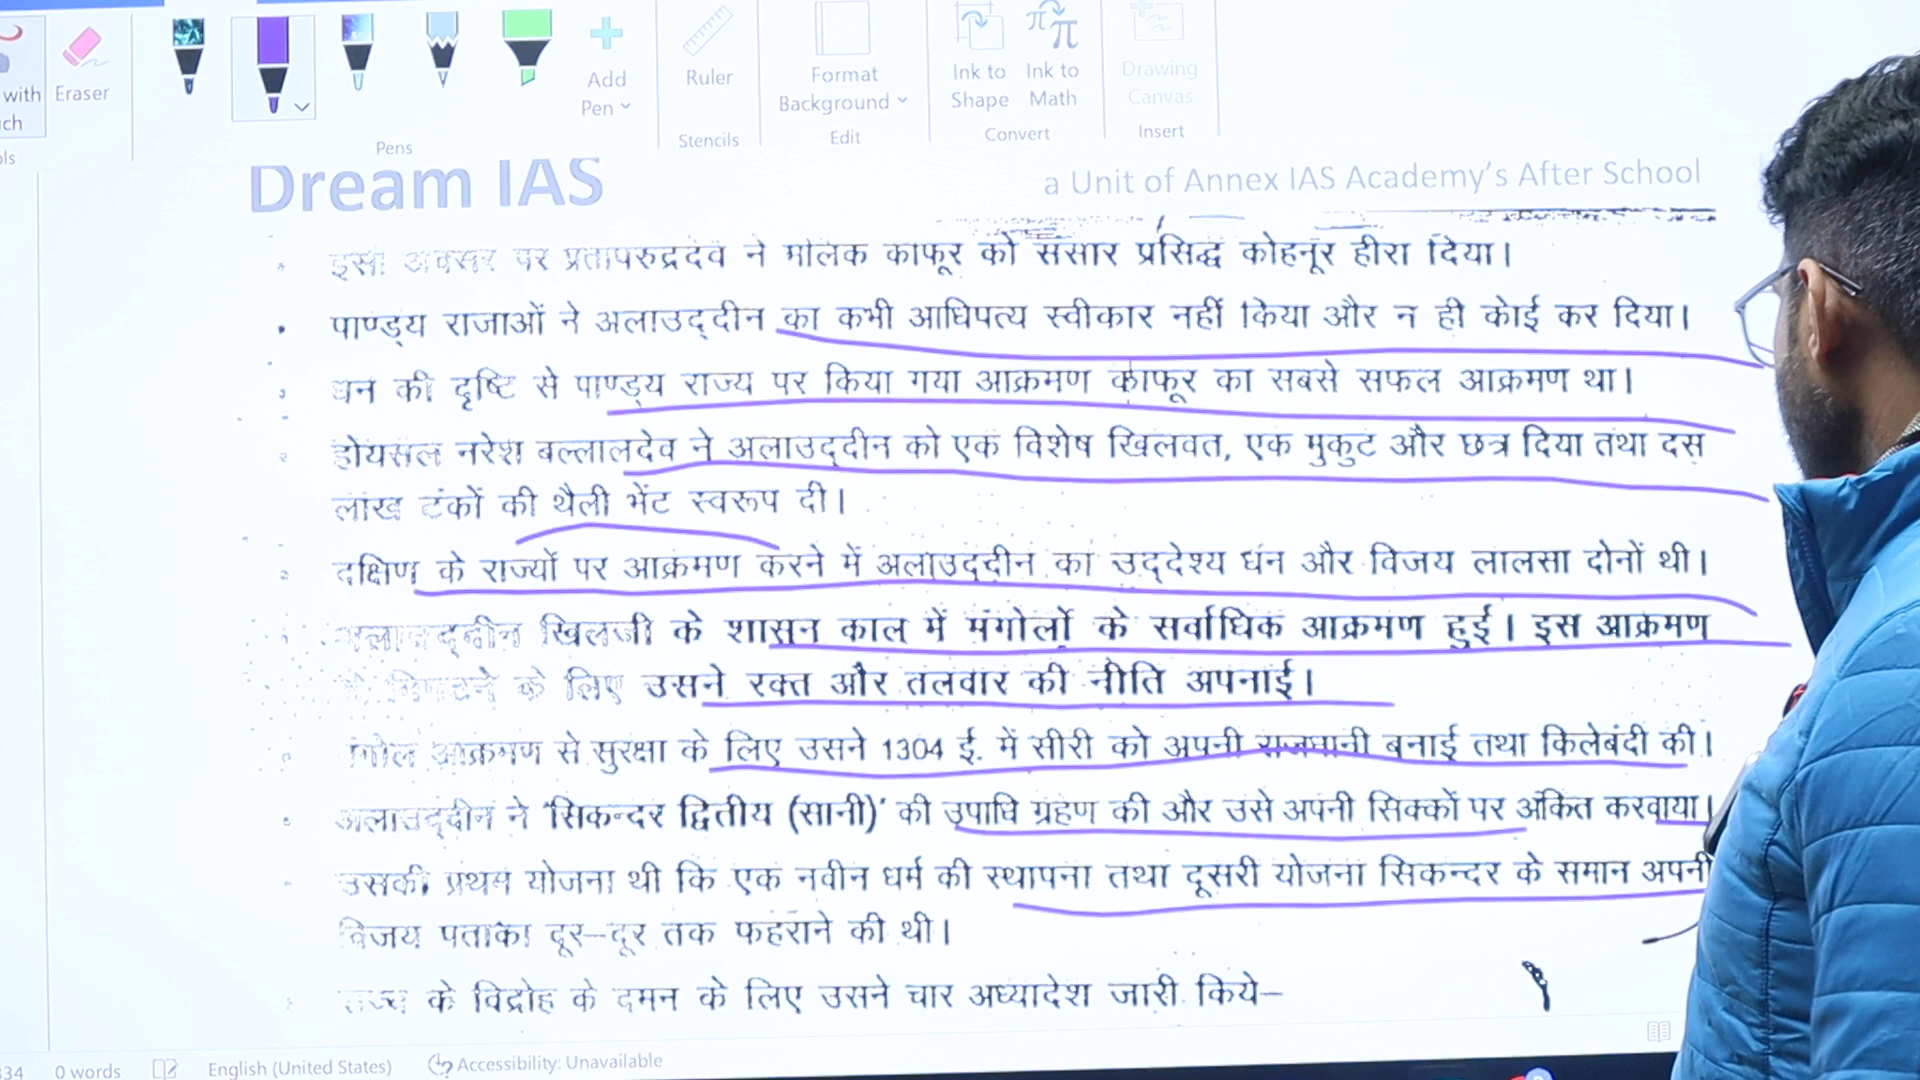 with
Eraser
ch
ls
Add
Pen
Pens
Ruler
Stencils
Format
Background
Edit
Ink to
Shape
Ink to
Math
Convert
Drawing
Canvas
Insert
Dream IAS
a Unit of Annex IAS Academy's After School
इसी अवसर पर प्रतापरुद्रदेव ने मलिक काफूर को संसार प्रसिद्ध कोहनूर हीरा दिया।
पाण्ड्य राजाओं ने अलाउद्दीन का कभी आधिपत्य स्वीकार नहीं किया और न ही कोई कर दिया।
धन की दृष्टि से पाण्ड्य राज्य पर किया गया आक्रमण काफूर का सबसे सफल आक्रमण था।
होयसल नरेश बल्लालदेव ने अलाउद्दीन को एक विशेष खिलवत, एक मुकुट और छत्र दिया तथा दस
लाख टंकों की थैली भेंट स्वरूप दी।
दक्षिण के राज्यों पर आक्रमण करने में अलाउद्दीन का उद्देश्य धन और विजय लालसा दोनों थी।
अलाउद्दीन खिलजी के शासन काल में मंगोलों के सर्वाधिक आक्रमण हुई। इस आक्रमण
से निपटने के लिए उसने रक्त और तलवार की नीति अपनाई।
मंगोल आक्रमण से सुरक्षा के लिए उसने 1304 ई. में सीरी को अपनी राजधानी बनाई तथा किलेबंदी की।
अलाउद्दीन ने 'सिकन्दर द्वितीय (सानी)' की उपाधि ग्रहण की और उसे अपनी सिक्कों पर अंकित करवाया।
उसकी प्रथम योजना थी कि एक नवीन धर्म की स्थापना तथा दूसरी योजना सिकन्दर के समान अपनी
विजय पताका दूर-दूर तक फहराने की थी।
राज्य के विद्रोह के दमन के लिए उसने चार अध्यादेश जारी किये–
334
0 words
English (United States)
Accessibility: Unavailable